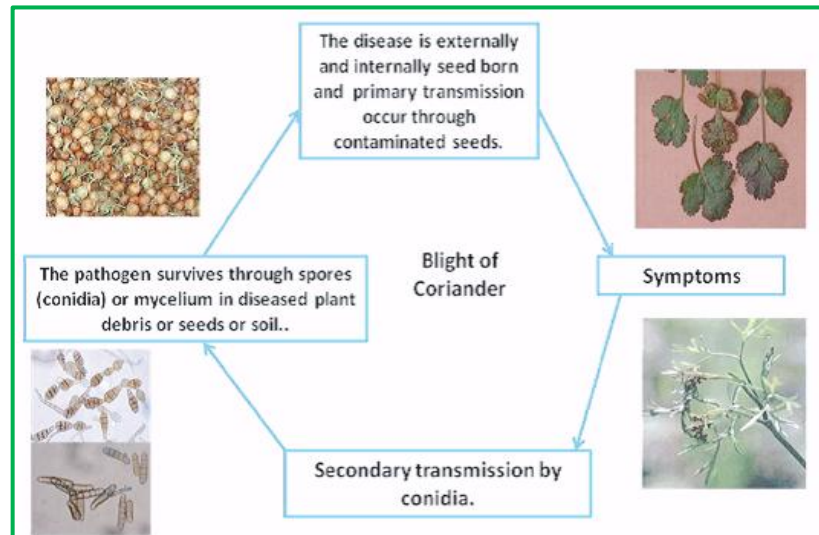 The disease is externally
and internally seed born
and primary transmission
occur through
contaminated seeds.
Blight of
Coriander
Symptoms
The pathogen survives through spores
(conidia) or mycelium in diseased plant
debris or seeds or soil..
Secondary transmission by
conidia.